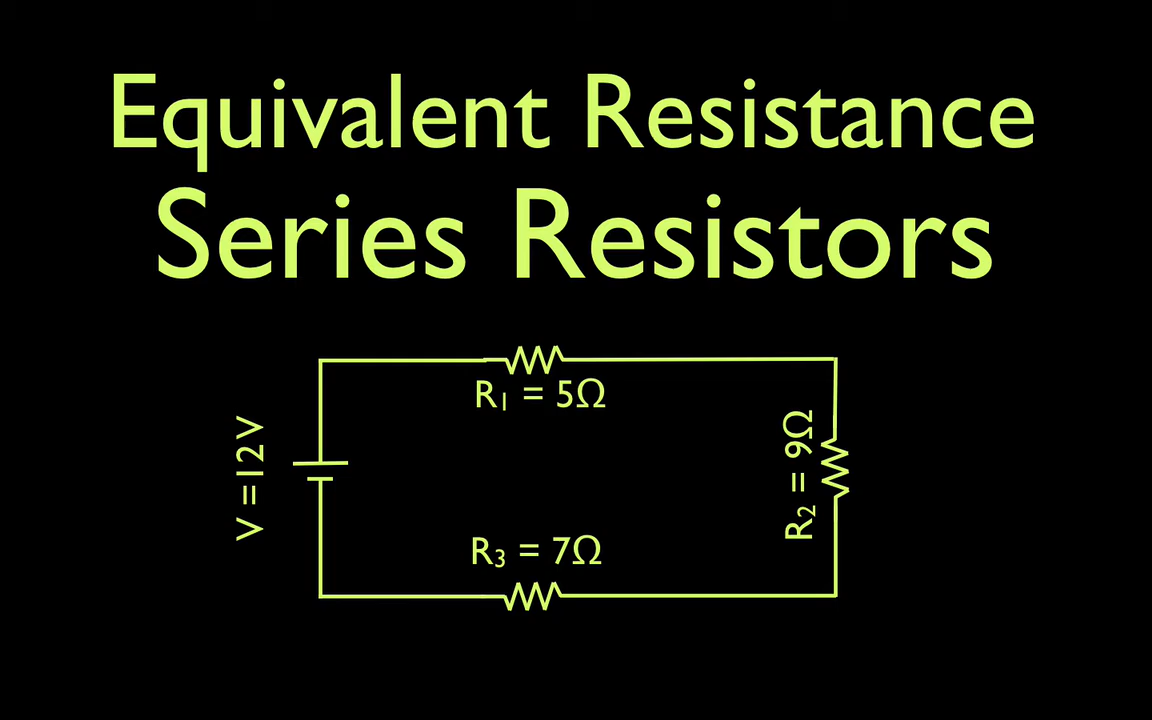 Equivalent Resistance
Series Resistors
R₁ = 5Ω
V =12V
R₂ = 9Ω
R₃ = 7Ω